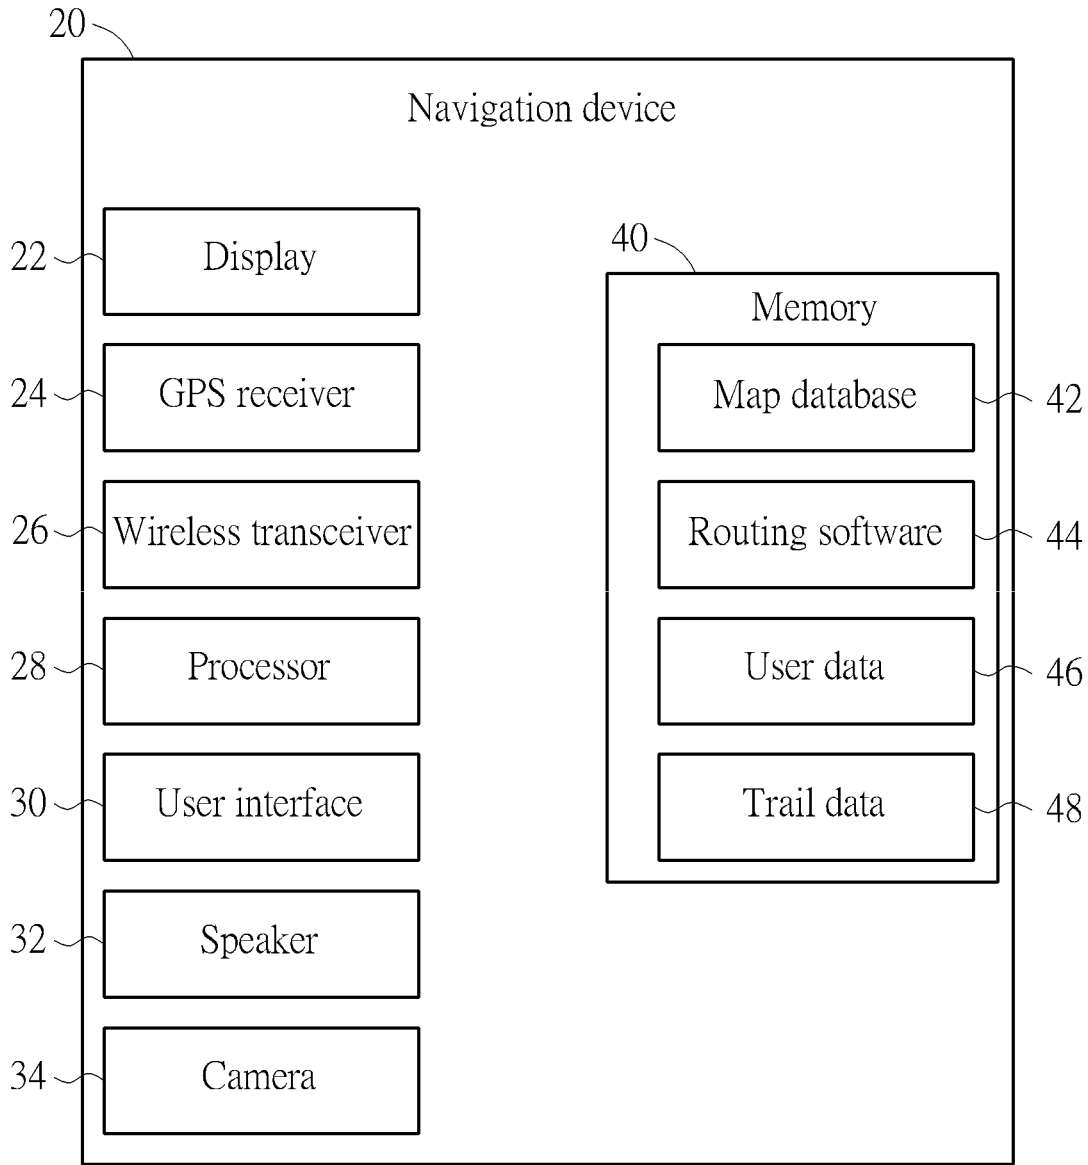 20
Navigation device
22
Display
24
GPS receiver
26
Wireless transceiver
28
Processor
30
User interface
32
Speaker
34
Camera
40
Memory
Map database
42
Routing software
44
User data
46
Trail data
48